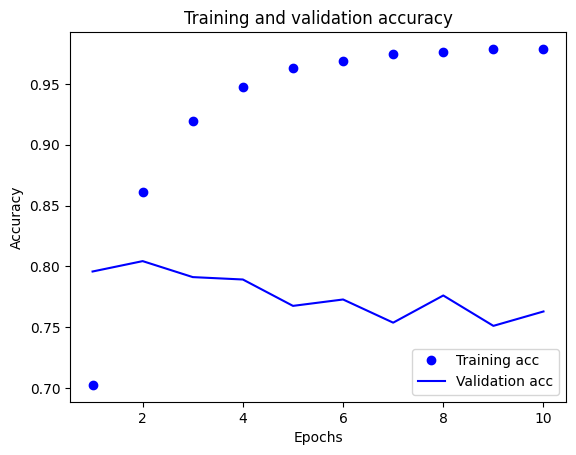 Training and validation accuracy
Accuracy
0.95
0.90
0.85
0.80
0.75
0.70
Training acc
Validation acc
2
4
6
8
10
Epochs